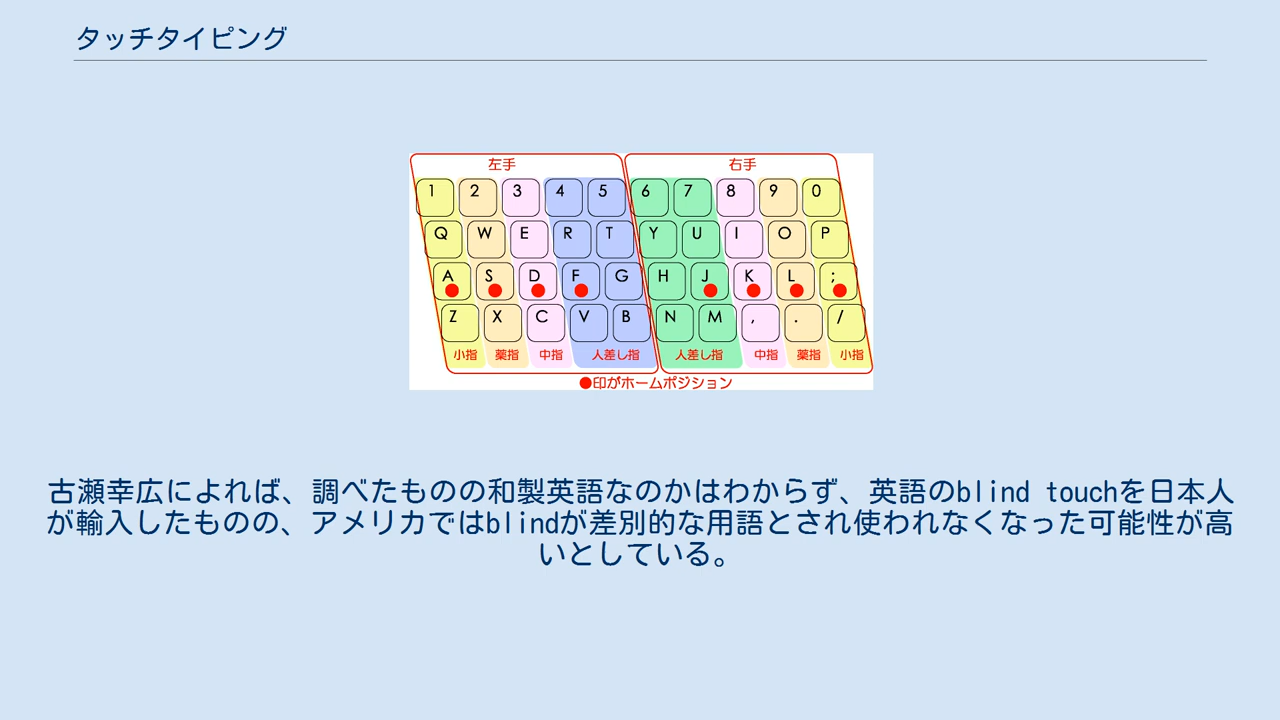 タッチタイピング
左手 右手
1 2 3 4 5 6 7 8 9 0
Q W E R T Y U I O P
A S D F G H J K L ;
Z X C V B N M , . /
小指 薬指 中指 人差し指 人差し指 中指 薬指 小指
●印がホームポジション
古瀬幸広によれば、調べたものの和製英語なのかはわからず、英語のblind touchを日本人
が輸入したものの、アメリカではblindが差別的な用語とされ使われなくなった可能性が高
いとしている。